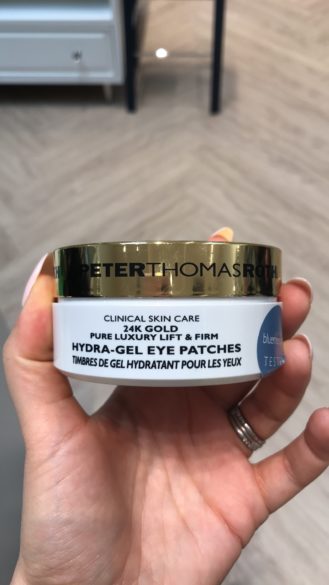 PETERTHOMASROTH
CLINICAL SKIN CARE
24K GOLD
PURE LUXURY LIFT & FIRM
HYDRA-GEL EYE PATCHES
TIMBRES DE GEL HYDRATANT POUR LES YEUX